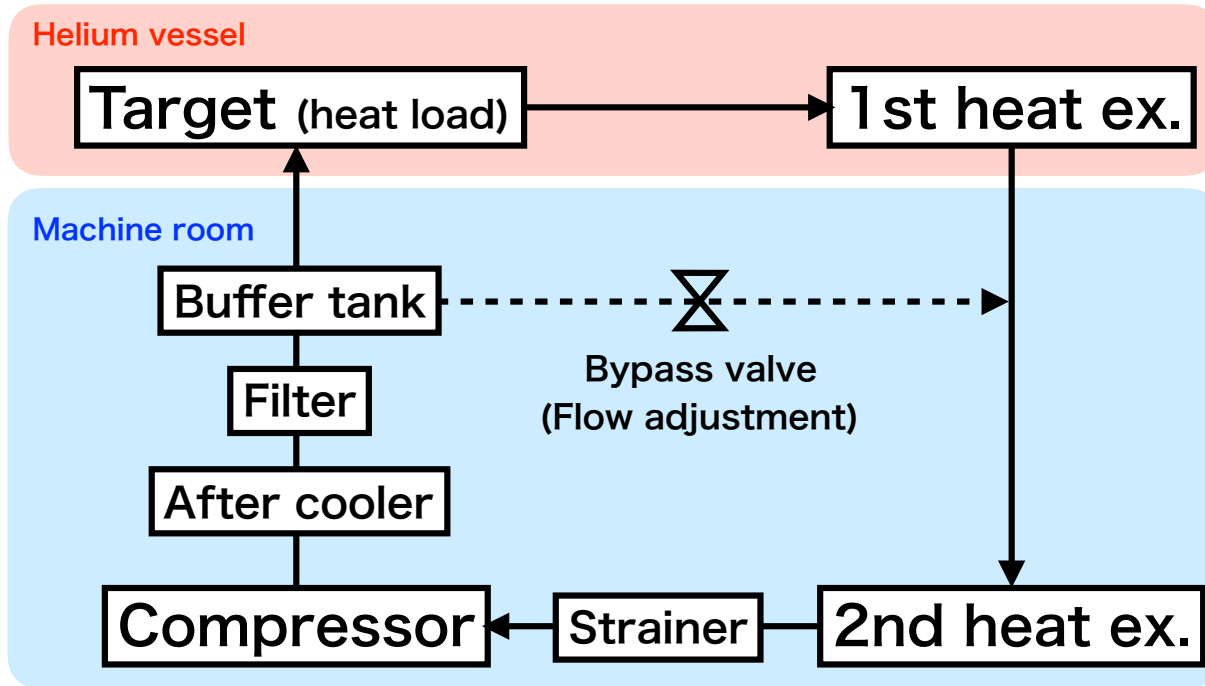 Helium vessel
Target (heat load)
1st heat ex.
Machine room
Buffer tank
Bypass valve
(Flow adjustment)
Filter
After cooler
Compressor
Strainer
2nd heat ex.